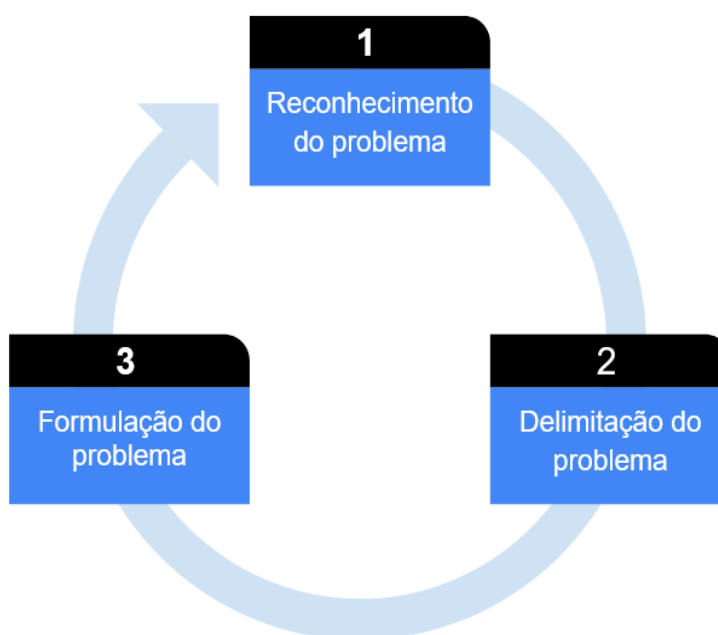 1
Reconhecimento
do problema
2
Delimitação do
problema
3
Formulação do
problema